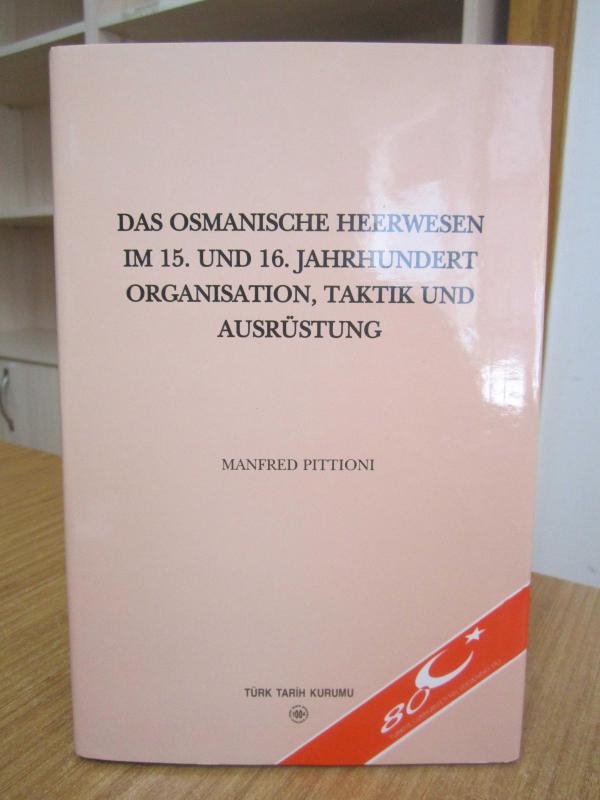 DAS OSMANISCHE HEERWESEN
IM 15. UND 16. JAHRHUNDERT
ORGANISATION, TAKTIK UND
AUSRÜSTUNG
MANFRED PITTIONI
TÜRK TARİH KURUMU
80